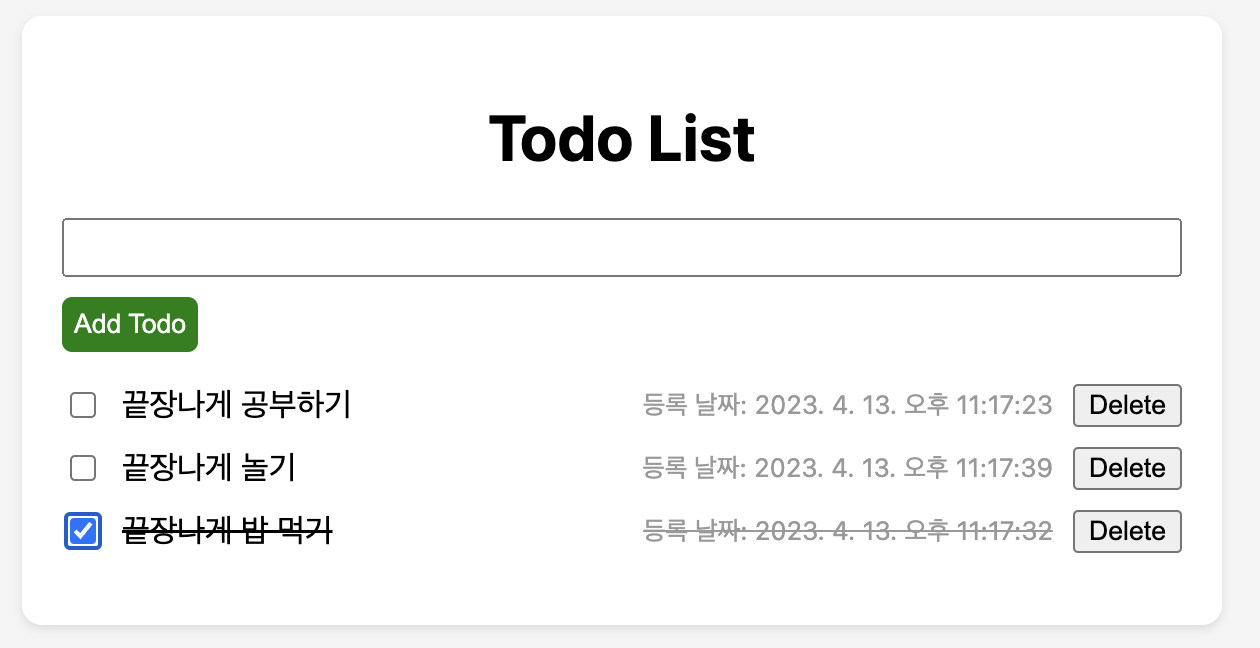 Todo List
Add Todo
끝장나게 공부하기 등록 날짜: 2023. 4. 13. 오후 11:17:23 Delete
끝장나게 놀기 등록 날짜: 2023. 4. 13. 오후 11:17:39 Delete
끝장나게 밥 먹기 등록 날짜: 2023. 4. 13. 오후 11:17:32 Delete